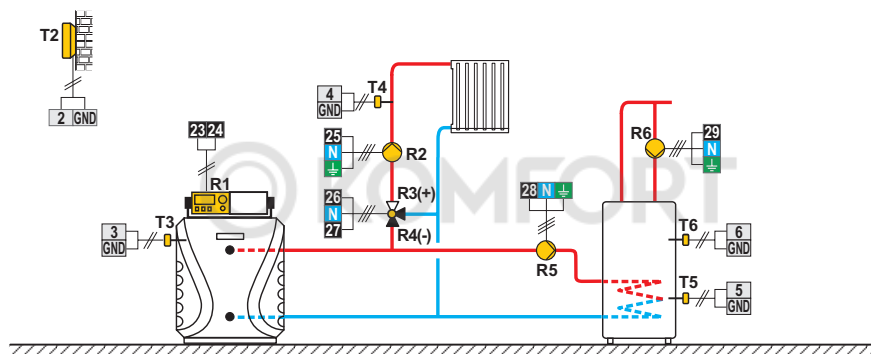 T2
2 GND
23 24
R1
3
GND
T3
4
GND
T4
25
N
R2
26
N
27
R3(+)
R4(-)
28 N
R5
R6
29
N
T6
6
GND
T5
5
GND
KOMFORT